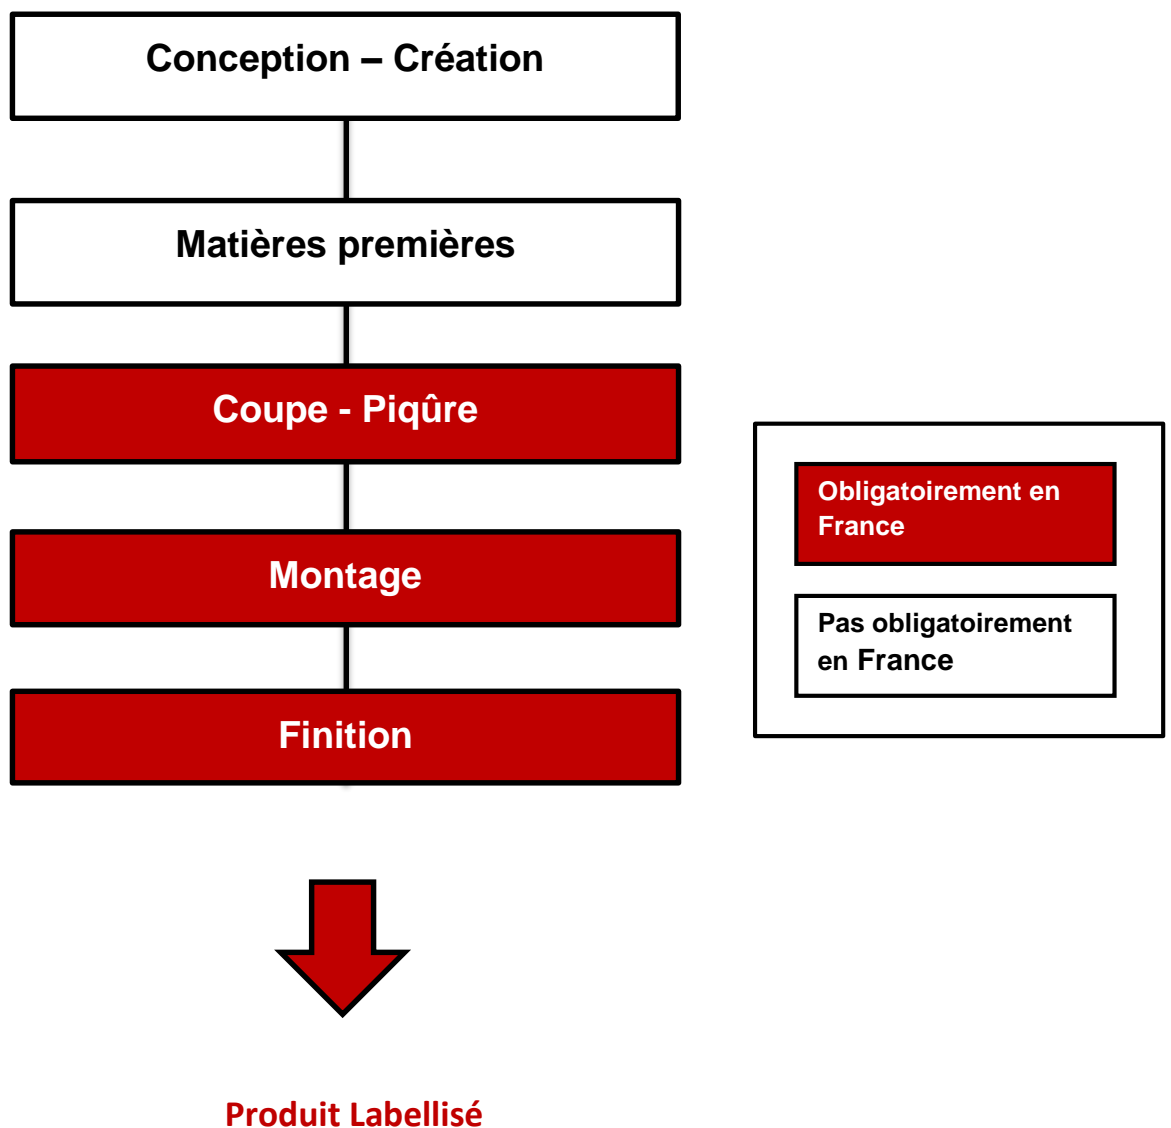 Conception – Création
Matières premières
Coupe - Piqûre
Montage
Finition
Obligatoirement en
France
Pas obligatoirement
en France
Produit Labellisé